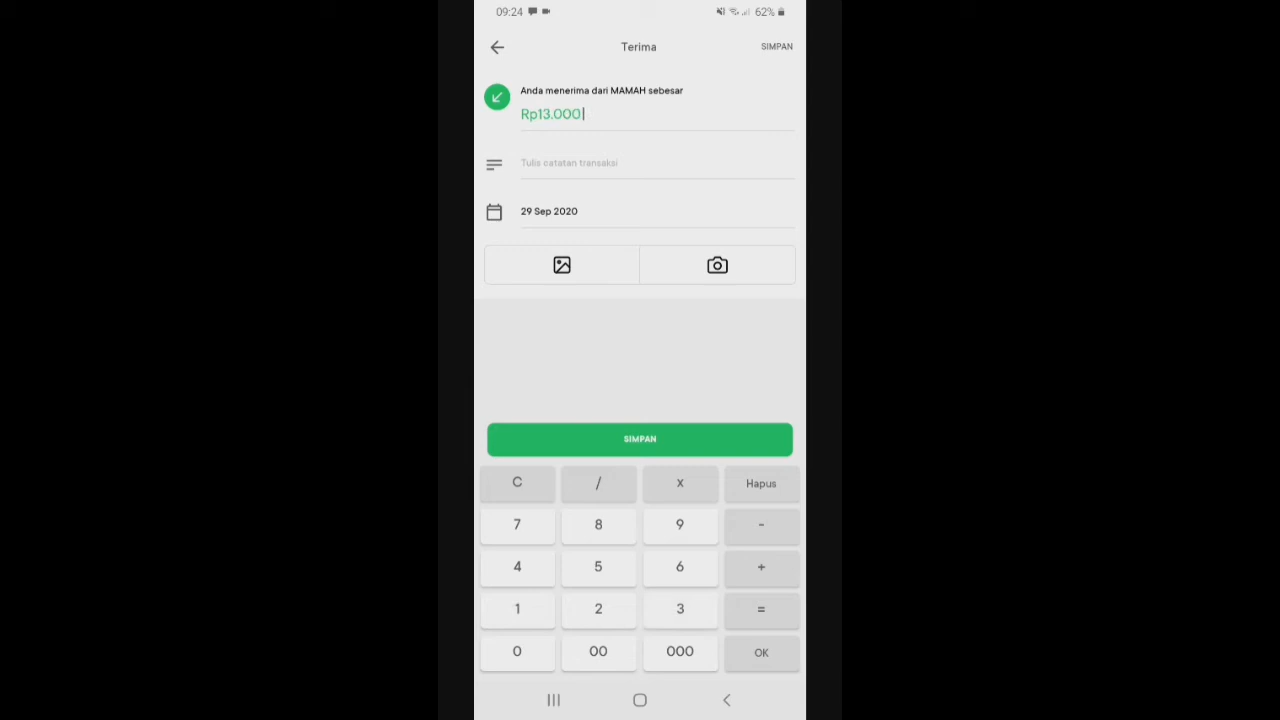 09:24 62%
Terima SIMPAN
Anda menerima dari MAMAH sebesar
Rp13.000
Tulis catatan transaksi
29 Sep 2020
SIMPAN
C / x Hapus
7 8 9 -
4 5 6 +
1 2 3 =
0 00 000 OK